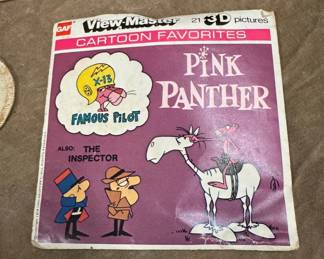 GAF
View-Master 21 3D pictures
CARTOON FAVORITES
PINK PANTHER
X-13
FAMOUS PILOT
ALSO: THE
INSPECTOR